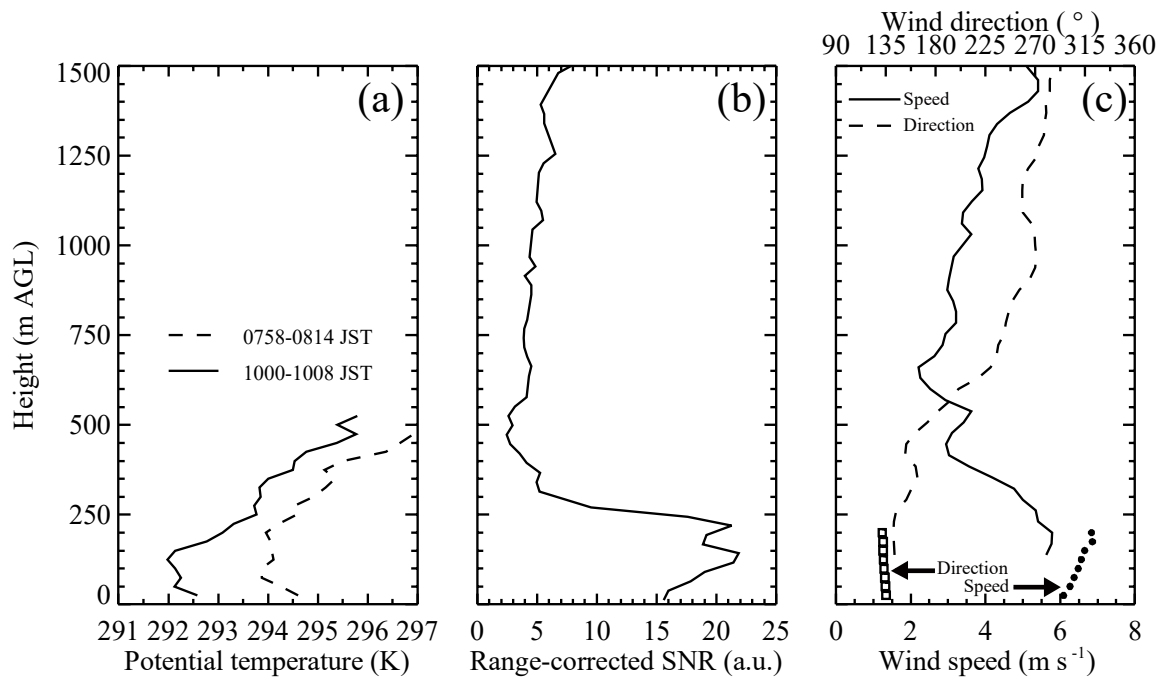 Wind direction ( ° )
90 135 180 225 270 315 360
1500
1250
1000
750
500
250
0
Height (m AGL)
(a)
0758-0814 JST
1000-1008 JST
291 292 293 294 295 296 297
Potential temperature (K)
(b)
0 5 10 15 20 25
Range-corrected SNR (a.u.)
(c)
Speed
Direction
Direction
Speed
0 2 4 6 8
Wind speed (m s-1)